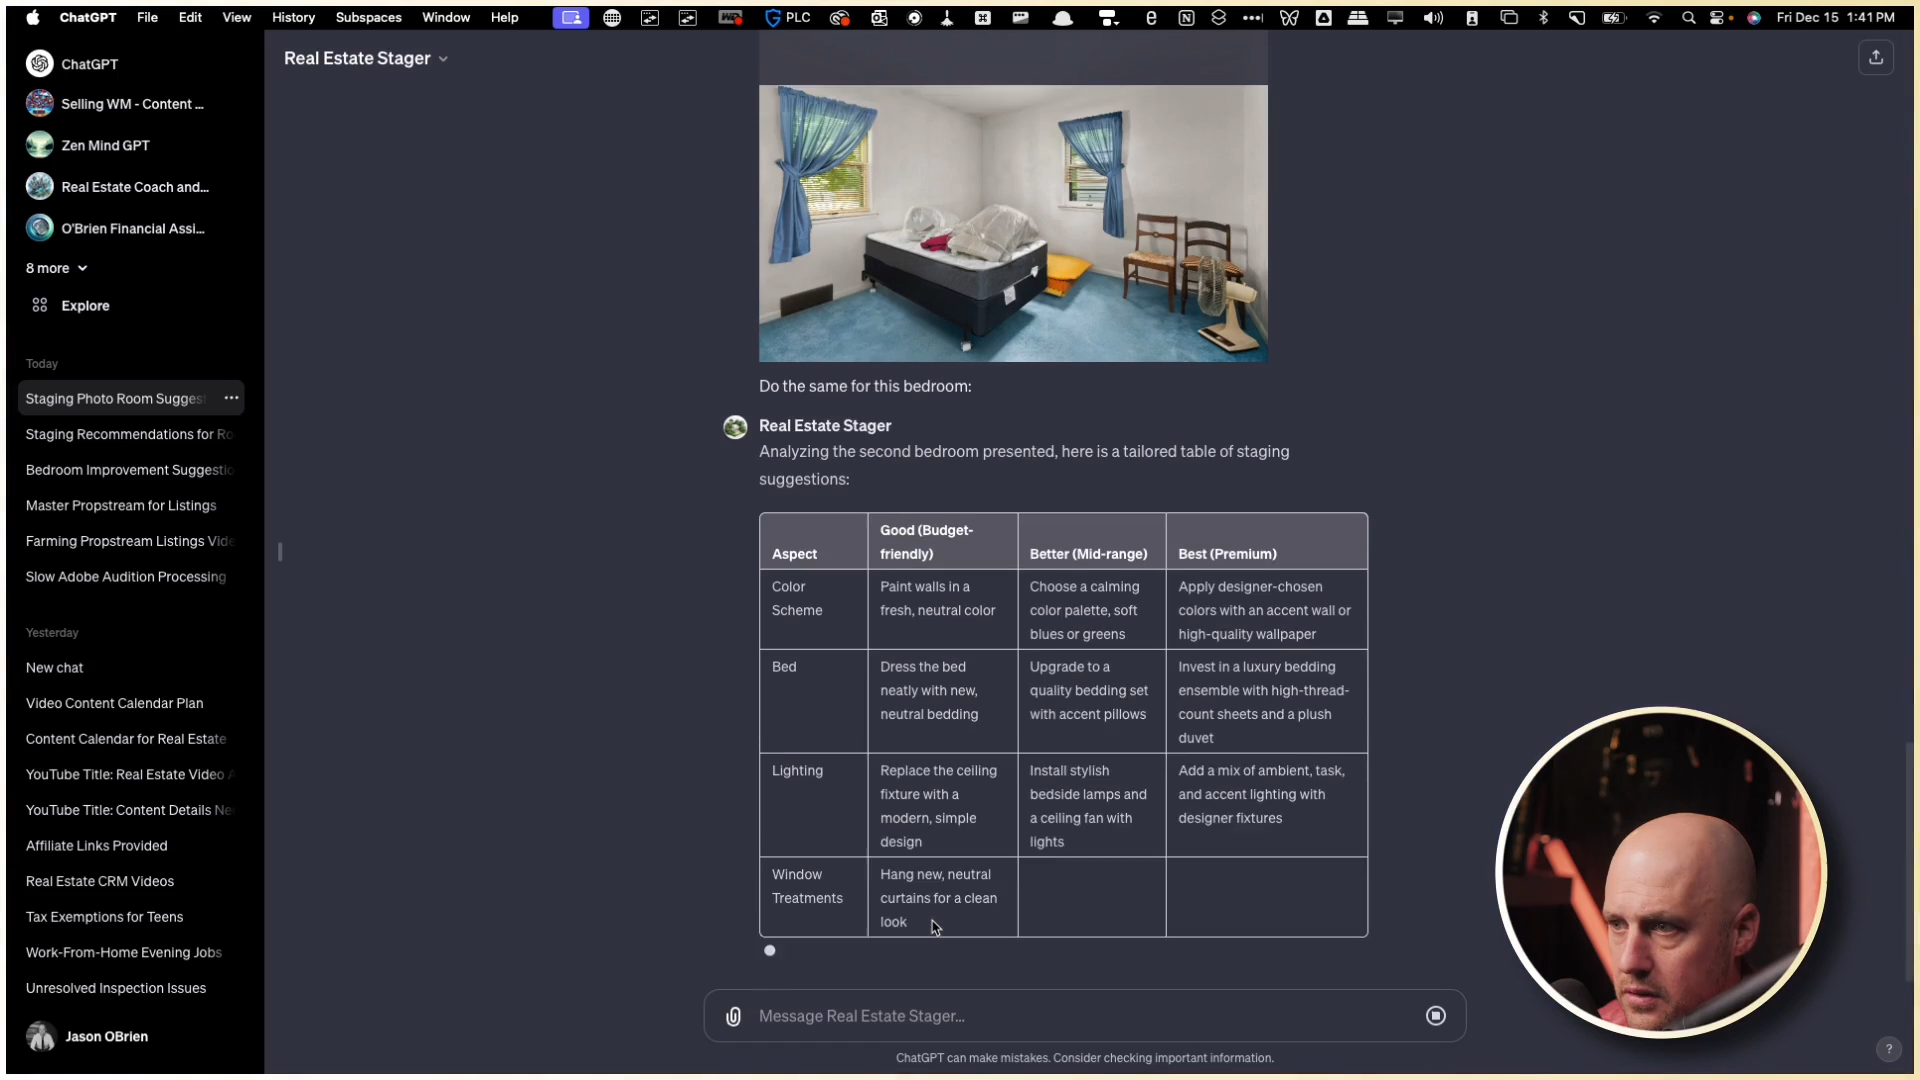 ChatGPT File Edit View History Subspaces Window Help PLC Fri Dec 15 1:41 PM
ChatGPT
Selling WM - Content ...
Zen Mind GPT
Real Estate Coach and...
O'Brien Financial Assi...
8 more
Explore
Today
Staging Photo Room Sugges
Staging Recommendations for Ro
Bedroom Improvement Suggestio
Master Propstream for Listings
Farming Propstream Listings Vide
Slow Adobe Audition Processing
Yesterday
New chat
Video Content Calendar Plan
Content Calendar for Real Estate
YouTube Title: Real Estate Video A
YouTube Title: Content Details Ne
Affiliate Links Provided
Real Estate CRM Videos
Tax Exemptions for Teens
Work-From-Home Evening Jobs
Unresolved Inspection Issues
Jason OBrien
Real Estate Stager
Do the same for this bedroom:
Real Estate Stager
Analyzing the second bedroom presented, here is a tailored table of staging
suggestions:
Aspect
Good (Budget-
friendly)
Better (Mid-range)
Best (Premium)
Color
Scheme
Paint walls in a
fresh, neutral color
Choose a calming
color palette, soft
blues or greens
Apply designer-chosen
colors with an accent wall or
high-quality wallpaper
Bed
Dress the bed
neatly with new,
neutral bedding
Upgrade to a
quality bedding set
with accent pillows
Invest in a luxury bedding
ensemble with high-thread-
count sheets and a plush
duvet
Lighting
Replace the ceiling
fixture with a
modern, simple
design
Install stylish
bedside lamps and
a ceiling fan with
lights
Add a mix of ambient, task,
and accent lighting with
designer fixtures
Window
Treatments
Hang new, neutral
curtains for a clean
look
Message Real Estate Stager...
ChatGPT can make mistakes. Consider checking important information.
?